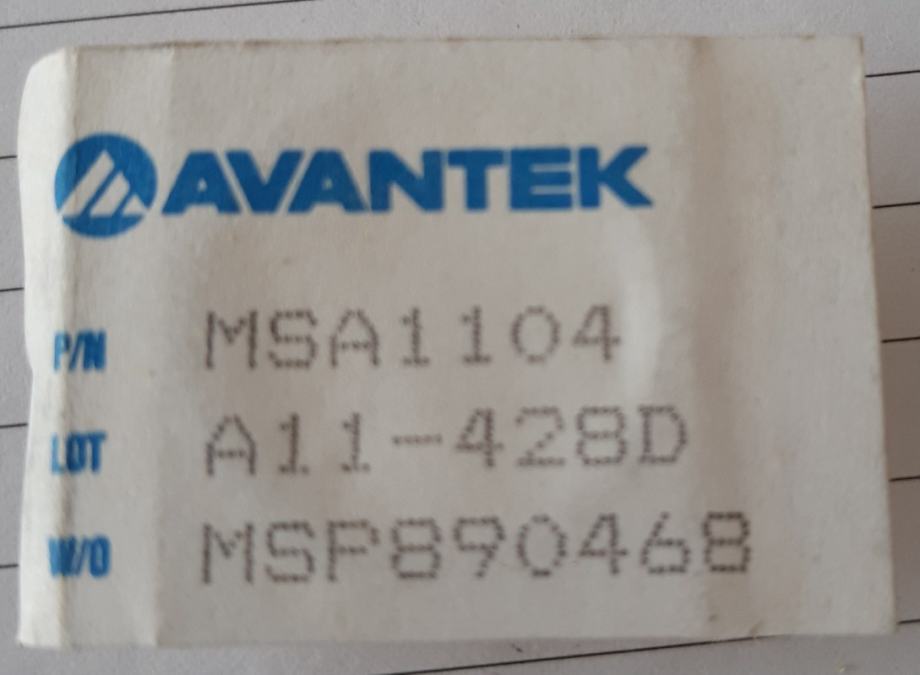 AVANTEK
P/N MSA1104
LOT A11-428D
W/O MSP890468